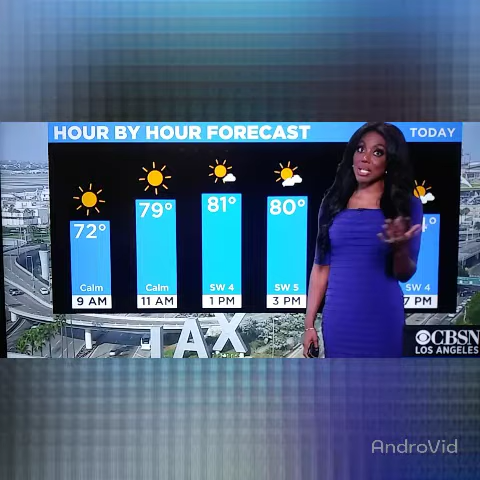 HOUR BY HOUR FORECAST
TODAY
72°
79°
81°
80°
Calm
Calm
SW 4
SW 5
SW 4
9 AM
11 AM
1 PM
3 PM
7 PM
LAX
CBSN
LOS ANGELES
AndroVid